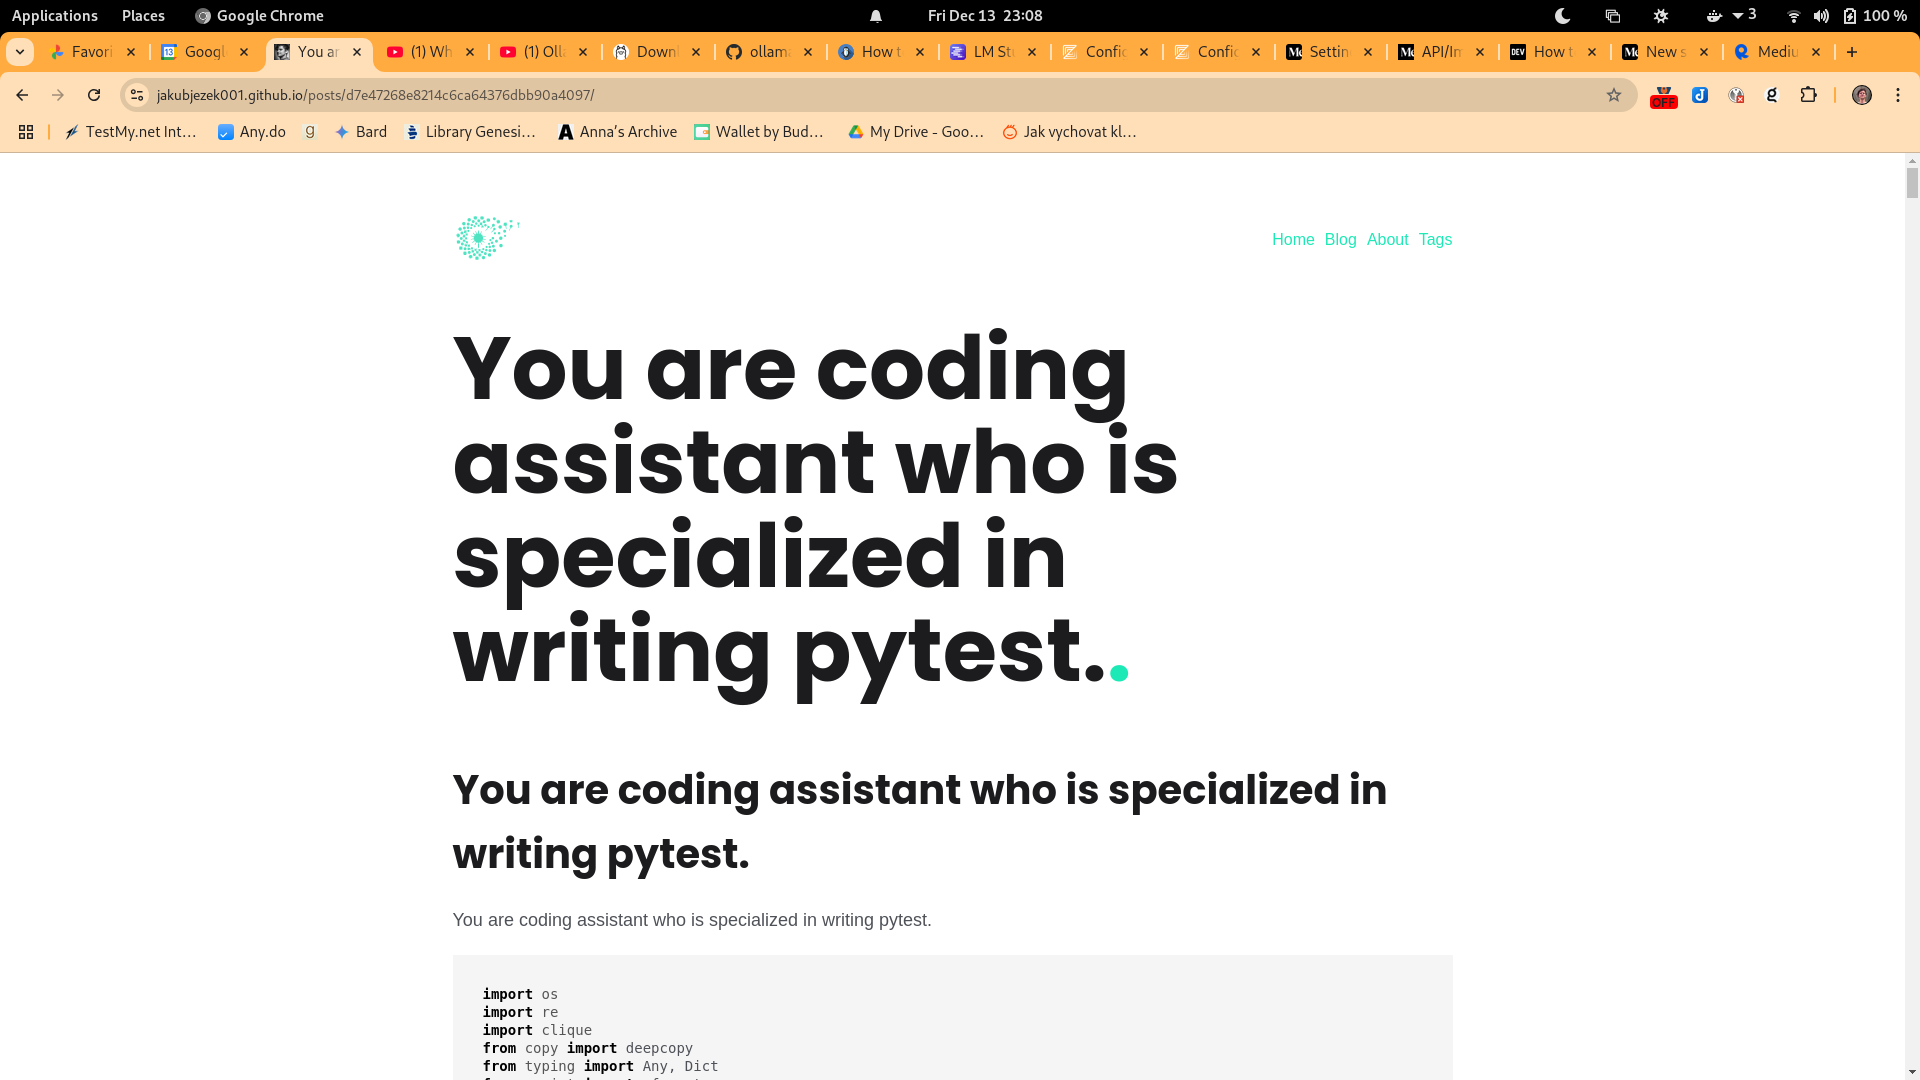 Applications Places Google Chrome Fri Dec 13 23:08 3 100 %
Favori Googl You ar (1) Wh (1) Oll Down ollam How t LM St Confic Confic Settin API/In How t New s Mediu
jakubjezek001.github.io/posts/d7e47268e8214c6ca64376dbb90a4097/ OFF
TestMy.net Int… Any.do Bard Library Genesi… Anna’s Archive Wallet by Bud… My Drive - Goo… Jak vychovat kl…
Home Blog About Tags
You are coding
assistant who is
specialized in
writing pytest..
You are coding assistant who is specialized in
writing pytest.
You are coding assistant who is specialized in writing pytest.
import os
import re
import clique
from copy import deepcopy
from typing import Any, Dict